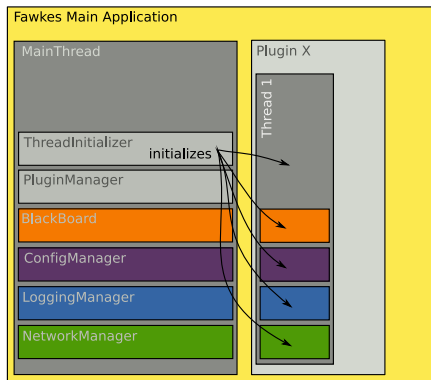 Fawkes Main Application
MainThread
Plugin X
Thread 1
ThreadInitializer
initializes
PluginManager
BlackBoard
ConfigManager
LoggingManager
NetworkManager